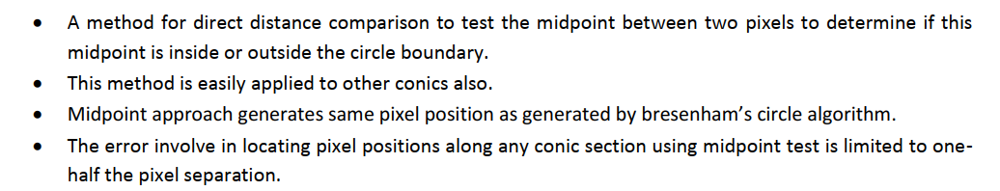 • A method for direct distance comparison to test the midpoint between two pixels to determine if this
midpoint is inside or outside the circle boundary.
• This method is easily applied to other conics also.
• Midpoint approach generates same pixel position as generated by bresenham’s circle algorithm.
• The error involve in locating pixel positions along any conic section using midpoint test is limited to one-
half the pixel separation.